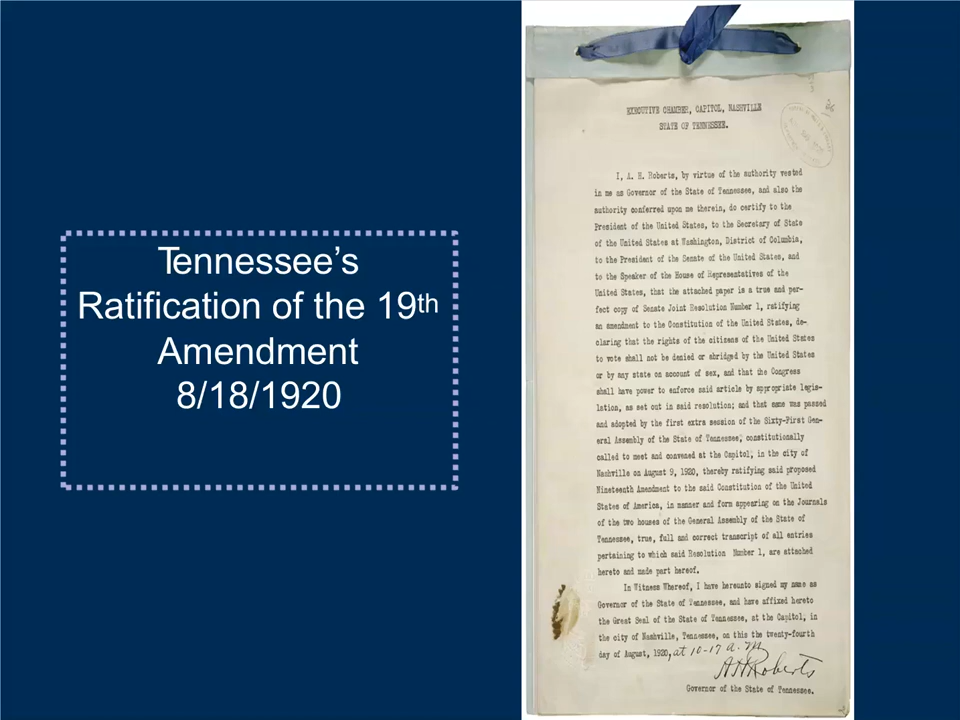 Tennessee’s
Ratification of the 19th
Amendment
8/18/1920
EXECUTIVE CHAMBER, CAPITOL, NASHVILLE
STATE OF TENNESSEE.
I, A. H. Roberts, by virtue of the authority vested
in me as Governor of the State of Tennessee, and also the
authority conferred upon me therein, do certify to the
President of the United States, to the Secretary of State
of the United States at Washington, District of Columbia,
to the President of the Senate of the United States, and
to the Speaker of the House of Representatives of the
United States, that the attached paper is a true and per-
fect copy of Senate Joint Resolution Number 1, ratifying
an amendment to the Constitution of the United States, de-
claring that the rights of the citizens of the United States
to vote shall not be denied or abridged by the United States
or by any state on account of sex, and that the Congress
shall have power to enforce said article by appropriate legis-
lation, as set out in said resolution; and that same was passed
and adopted by the first extra session of the Sixty-First Gen-
eral Assembly of the State of Tennessee, constitutionally
called to meet and convened at the Capitol, in the city of
Nashville on August 9, 1920, thereby ratifying said proposed
Nineteenth Amendment to the said Constitution of the United
States of America, in manner and form appearing on the Journals
of the two houses of the General Assembly of the State of
Tennessee, true, full and correct transcript of all entries
pertaining to which said Resolution Number 1, are attached
hereto and made part hereof.
In Witness Whereof, I have hereunto signed my name as
Governor of the State of Tennessee, and have affixed hereto
the Great Seal of the State of Tennessee, at the Capitol, in
the city of Nashville, Tennessee, on this the twenty-fourth
day of August, 1920, at 10-17 a.m
A H Roberts
Governor of the State of Tennessee.